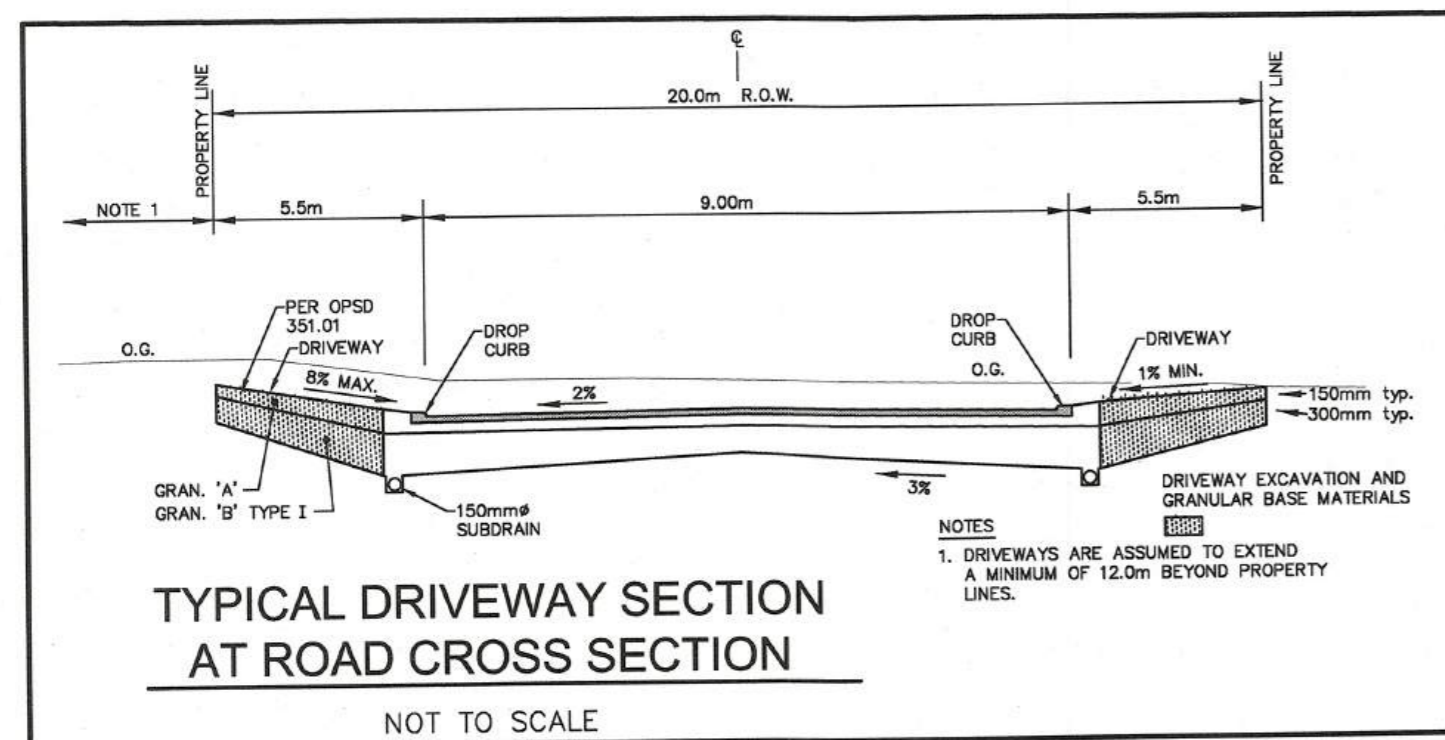 ℄
20.0m R.O.W.
PROPERTY LINE
PROPERTY LINE
NOTE 1
5.5m
9.00m
5.5m
PER OPSD
351.01
DRIVEWAY
O.G.
8% MAX.
DROP
CURB
2%
DROP
CURB
O.G.
DRIVEWAY
1% MIN.
150mm typ.
300mm typ.
GRAN. 'A'
GRAN. 'B' TYPE I
150mmø
SUBDRAIN
3%
DRIVEWAY EXCAVATION AND
GRANULAR BASE MATERIALS
NOTES
1. DRIVEWAYS ARE ASSUMED TO EXTEND
A MINIMUM OF 12.0m BEYOND PROPERTY
LINES.
TYPICAL DRIVEWAY SECTION
AT ROAD CROSS SECTION
NOT TO SCALE